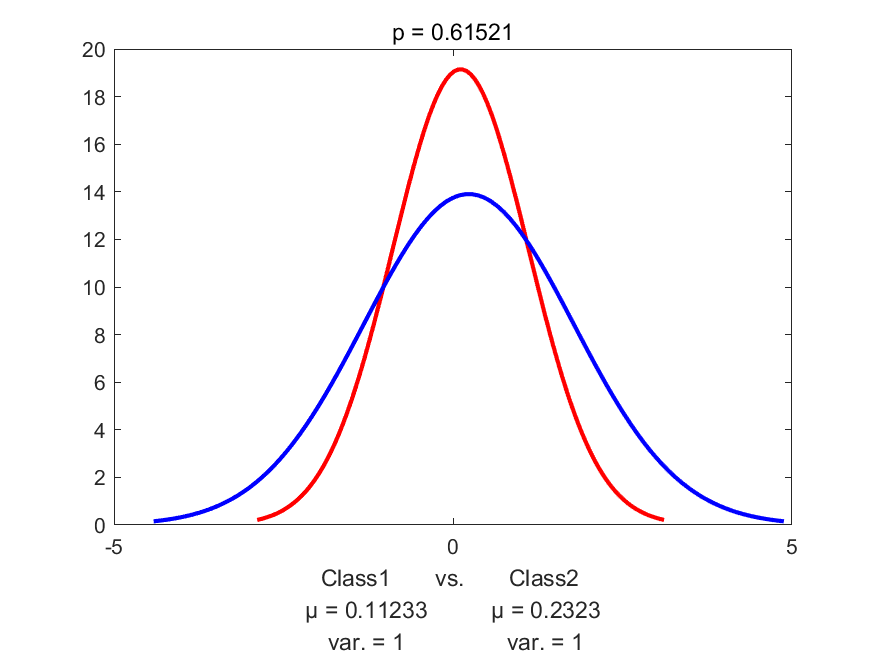 p = 0.61521
20
18
16
14
12
10
8
6
4
2
0
-5 0 5
Class1 vs. Class2
μ = 0.11233 μ = 0.2323
var. = 1 var. = 1